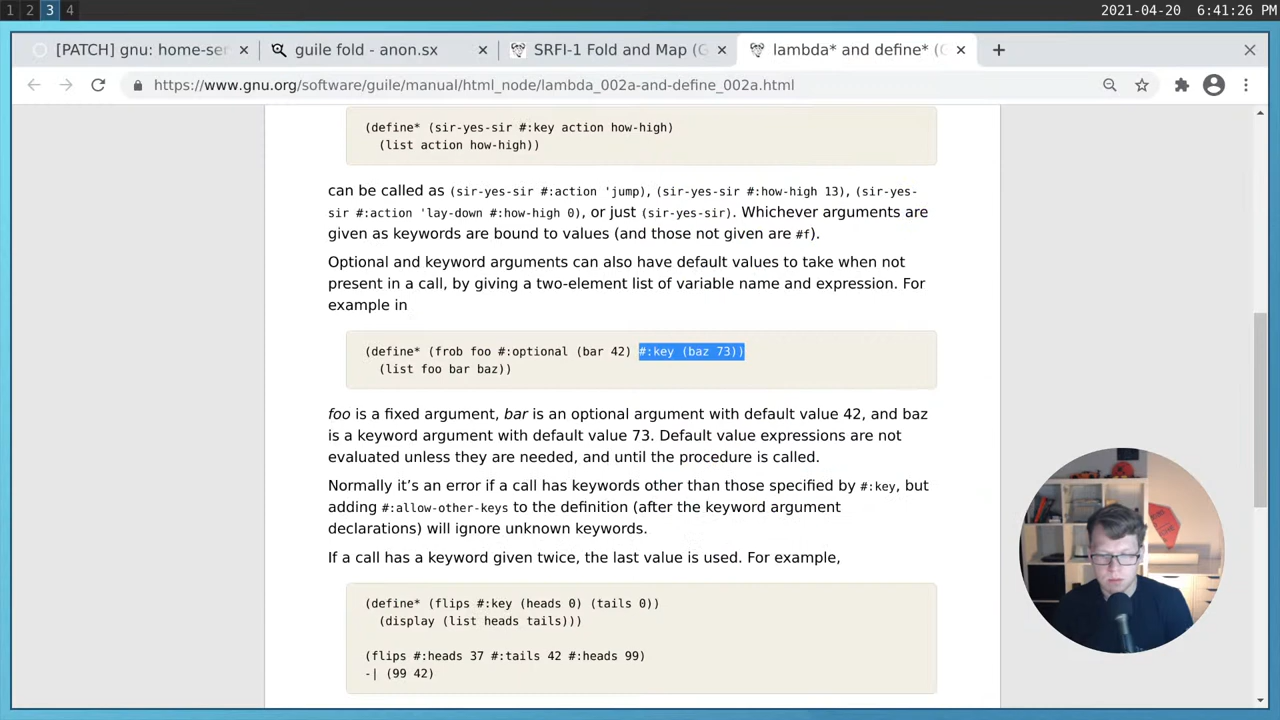 1 2 3 4
2021-04-20 6:41:26 PM
[PATCH] gnu: home-ser
guile fold - anon.sx
SRFI-1 Fold and Map (G
lambda* and define* (G
https://www.gnu.org/software/guile/manual/html_node/lambda_002a-and-define_002a.html
(define* (sir-yes-sir #:key action how-high)
(list action how-high))
can be called as (sir-yes-sir #:action 'jump), (sir-yes-sir #:how-high 13), (sir-yes-
sir #:action 'lay-down #:how-high 0), or just (sir-yes-sir). Whichever arguments are
given as keywords are bound to values (and those not given are #f).
Optional and keyword arguments can also have default values to take when not
present in a call, by giving a two-element list of variable name and expression. For
example in
(define* (frob foo #:optional (bar 42) #:key (baz 73))
(list foo bar baz))
foo is a fixed argument, bar is an optional argument with default value 42, and baz
is a keyword argument with default value 73. Default value expressions are not
evaluated unless they are needed, and until the procedure is called.
Normally it’s an error if a call has keywords other than those specified by #:key, but
adding #:allow-other-keys to the definition (after the keyword argument
declarations) will ignore unknown keywords.
If a call has a keyword given twice, the last value is used. For example,
(define* (flips #:key (heads 0) (tails 0))
(display (list heads tails)))
(flips #:heads 37 #:tails 42 #:heads 99)
-| (99 42)